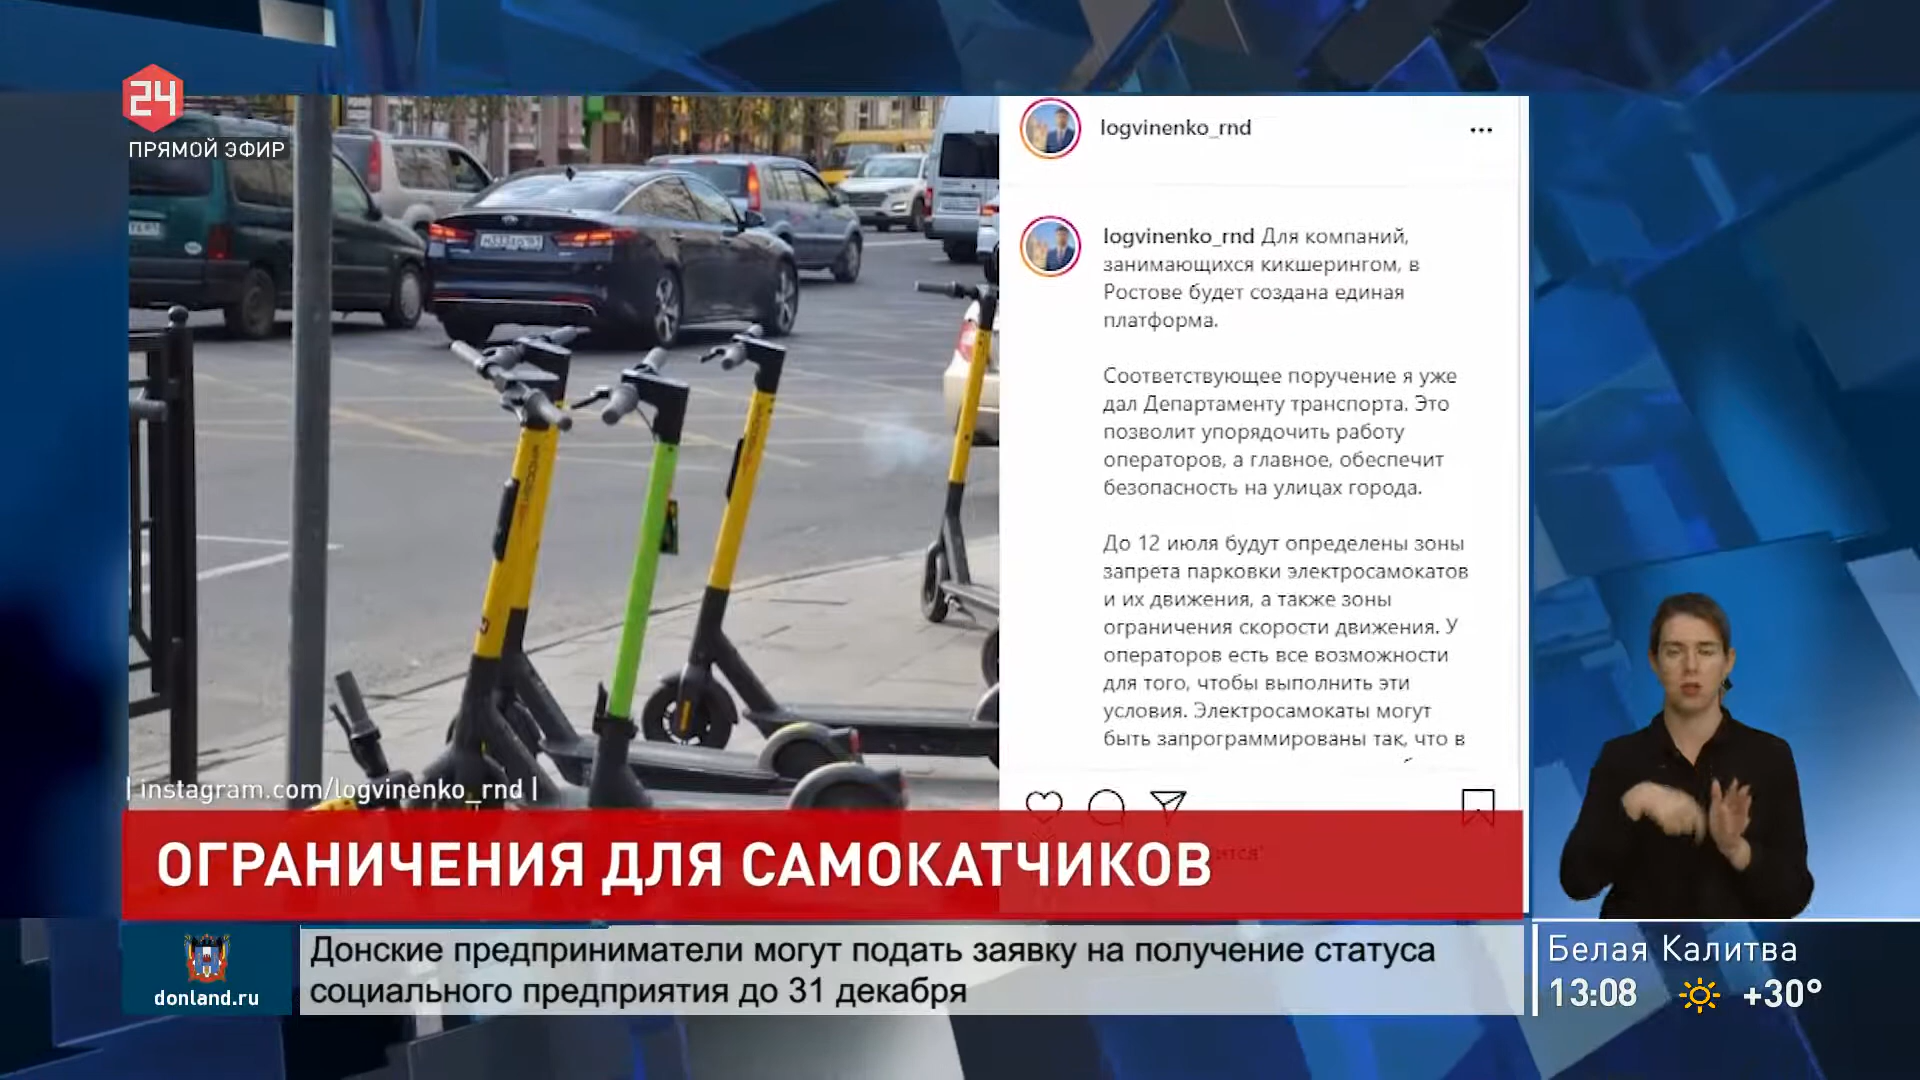 24
ПРЯМОЙ ЭФИР
logvinenko_rnd
logvinenko_rnd Для компаний,
занимающихся кикшерингом, в
Ростове будет создана единая
платформа.
Соответствующее поручение я уже
дал Департаменту транспорта. Это
позволит упорядочить работу
операторов, а главное, обеспечит
безопасность на улицах города.
До 12 июля будут определены зоны
запрета парковки электросамокатов
и их движения, а также зоны
ограничения скорости движения. У
операторов есть все возможности
для того, чтобы выполнить эти
условия. Электросамокаты могут
быть запрограммированы так, что в
| instagram.com/logvinenko_rnd |
ОГРАНИЧЕНИЯ ДЛЯ САМОКАТЧИКОВ
donland.ru
Донские предприниматели могут подать заявку на получение статуса
социального предприятия до 31 декабря
Белая Калитва
13:08 +30°